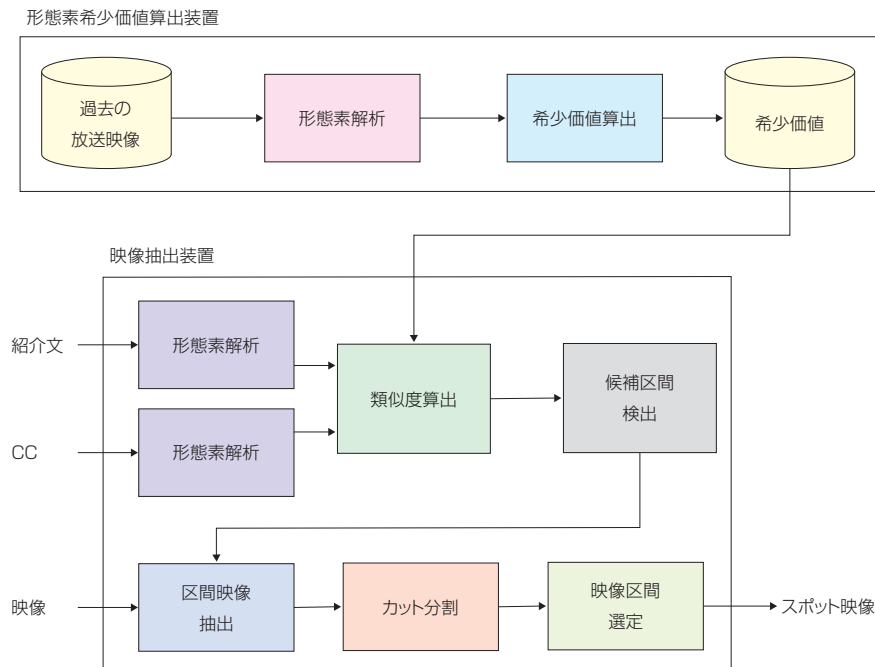 形態素希少価値算出装置
過去の
放送映像
形態素解析
希少価値算出
希少価値
映像抽出装置
紹介文
形態素解析
類似度算出
候補区間
検出
CC
形態素解析
映像
区間映像
抽出
カット分割
映像区間
選定
スポット映像